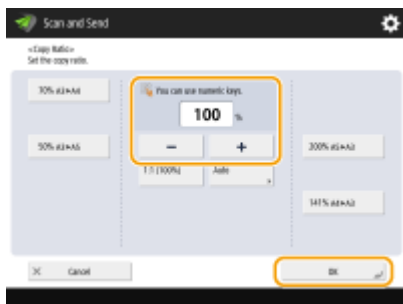 Scan and Send
<Copy Ratio>
Set the copy ratio.
70% A3▸A4
You can use numeric keys.
100 %
50% A3▸A5
−
+
200% A5▸A3
1:1 (100%)
Auto
141% A4▸A3
× Cancel
OK